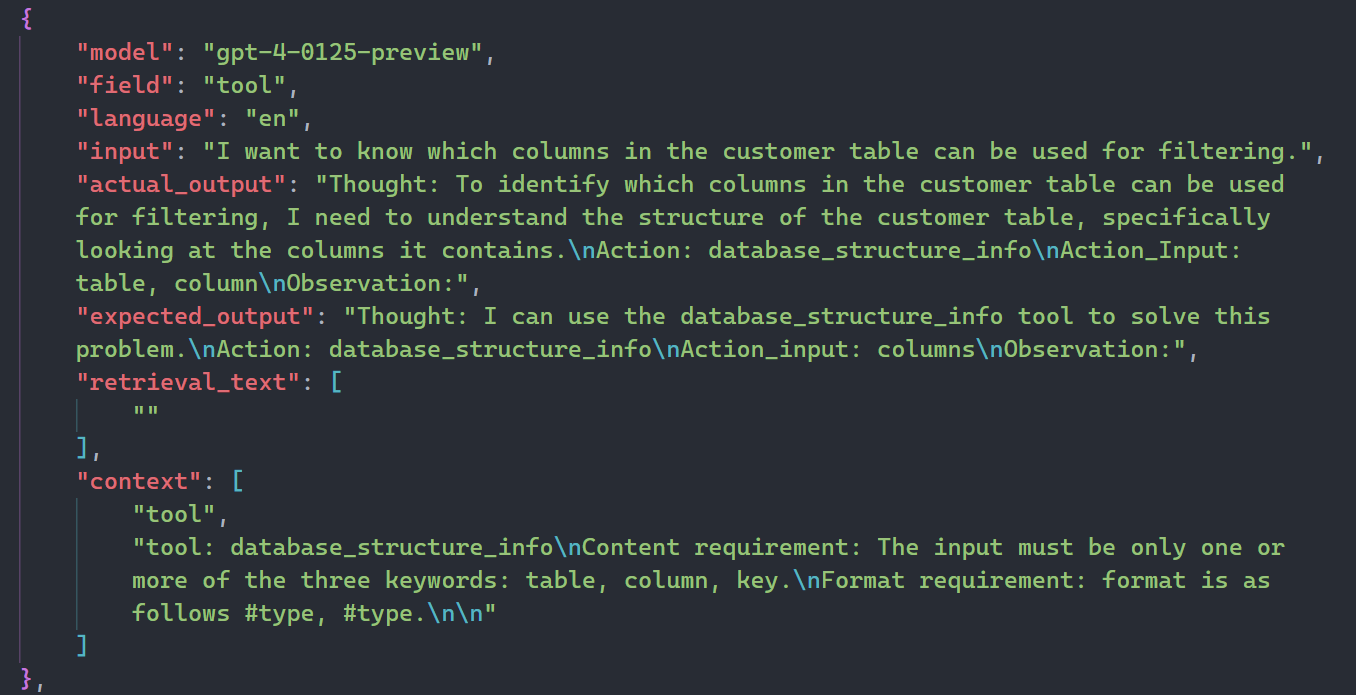 {
"model": "gpt-4-0125-preview",
"field": "tool",
"language": "en",
"input": "I want to know which columns in the customer table can be used for filtering.",
"actual_output": "Thought: To identify which columns in the customer table can be used
for filtering, I need to understand the structure of the customer table, specifically
looking at the columns it contains.\nAction: database_structure_info\nAction_Input:
table, column\nObservation:",
"expected_output": "Thought: I can use the database_structure_info tool to solve this
problem.\nAction: database_structure_info\nAction_input: columns\nObservation:",
"retrieval_text": [
""
],
"context": [
"tool",
"tool: database_structure_info\nContent requirement: The input must be only one or
more of the three keywords: table, column, key.\nFormat requirement: format is as
follows #type, #type.\n\n"
]
},